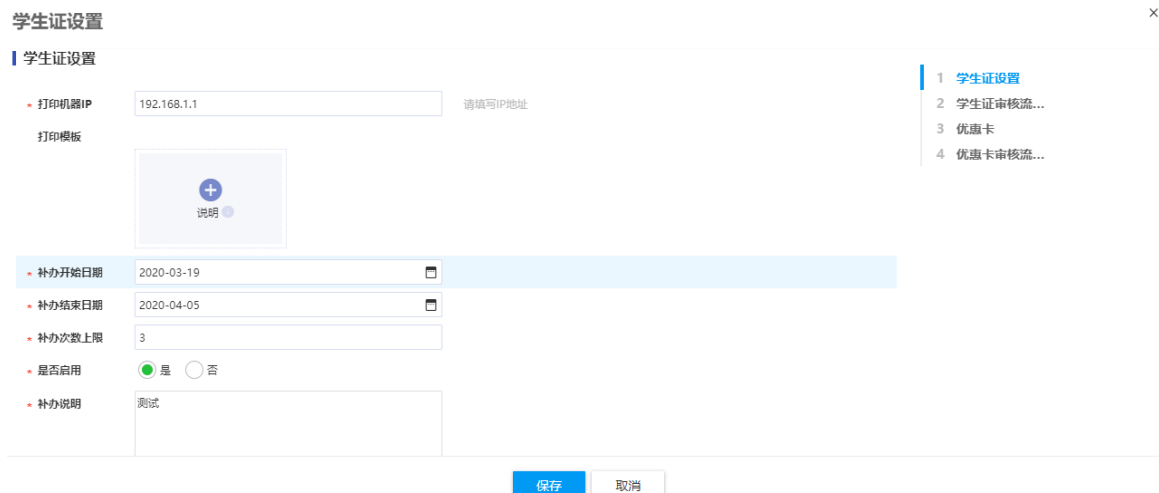 学生证设置
×
学生证设置
* 打印机器IP 192.168.1.1 请填写IP地址
打印模板
说明
* 补办开始日期 2020-03-19
* 补办结束日期 2020-04-05
* 补办次数上限 3
* 是否启用 是 否
* 补办说明 测试
1 学生证设置
2 学生证审核流...
3 优惠卡
4 优惠卡审核流...
保存 取消